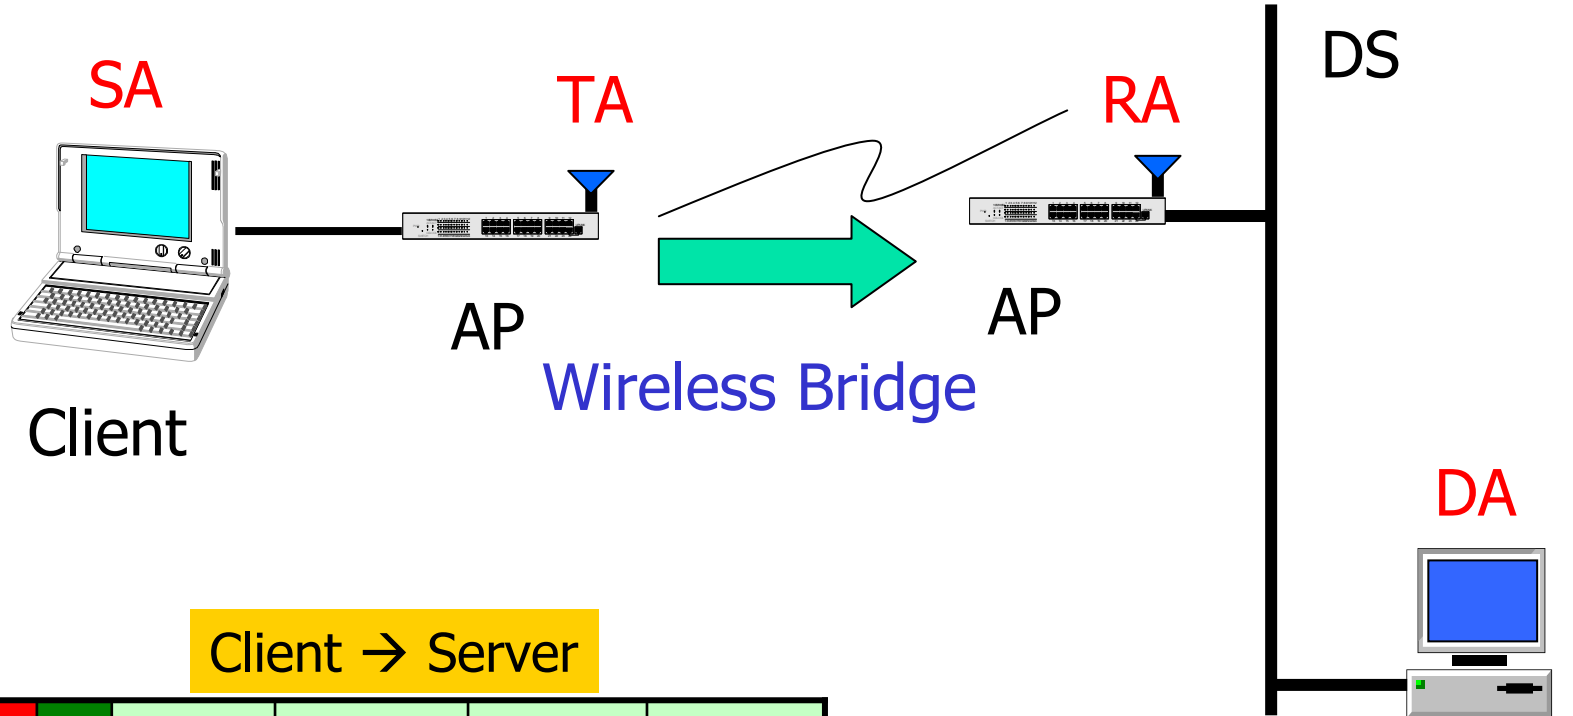 DS
SA
TA
RA
AP
AP
Wireless Bridge
Client
DA
Client → Server